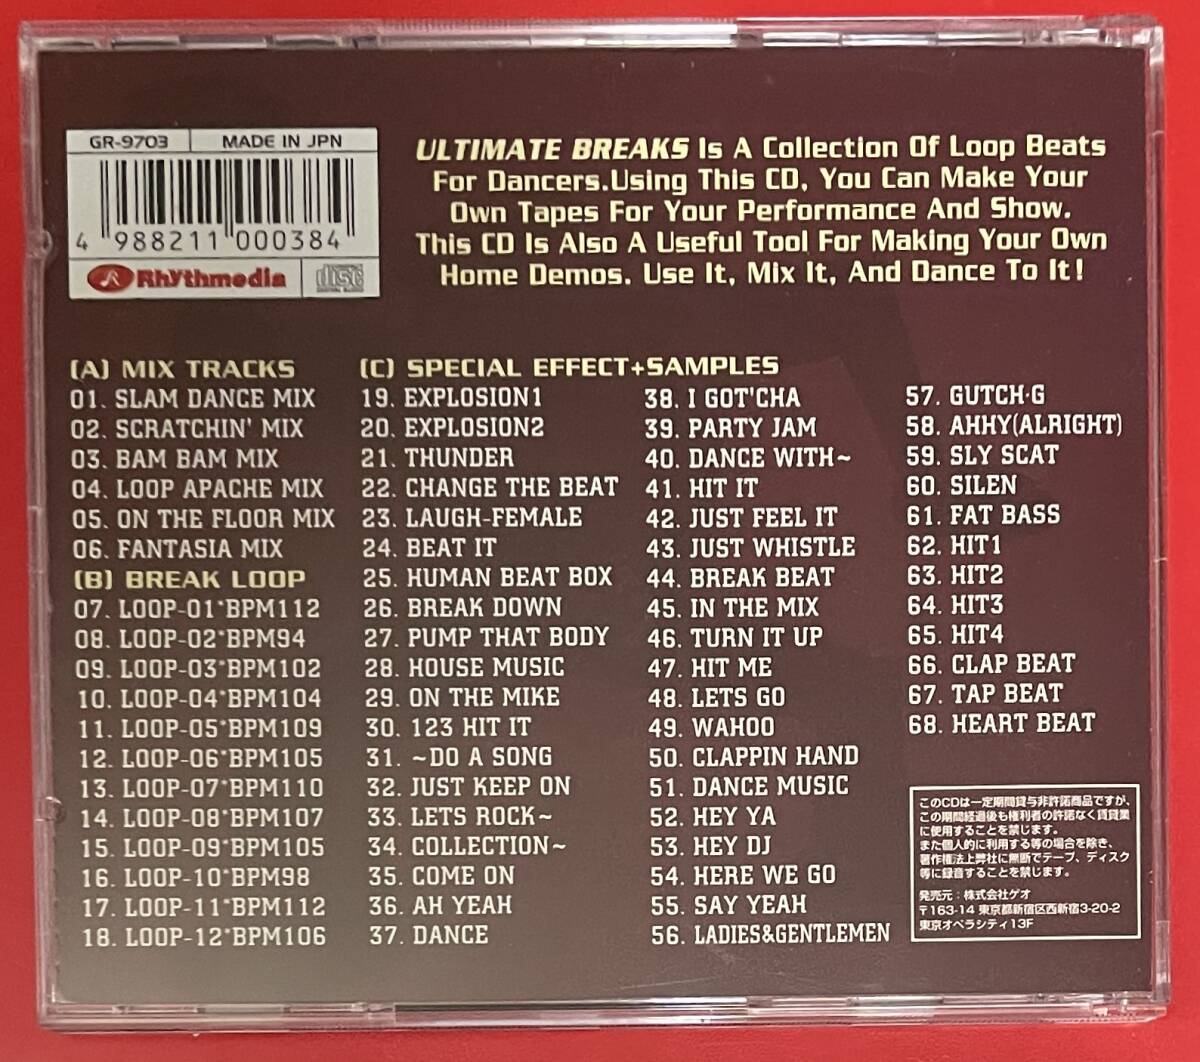 GR-9703 MADE IN JPN
4 988211 000384
Rhythmedia
disc
DIGITAL AUDIO
ULTIMATE BREAKS Is A Collection Of Loop Beats
For Dancers.Using This CD, You Can Make Your
Own Tapes For Your Performance And Show.
This CD Is Also A Useful Tool For Making Your Own
Home Demos. Use It, Mix It, And Dance To It!
(A) MIX TRACKS
01. SLAM DANCE MIX
02. SCRATCHIN' MIX
03. BAM BAM MIX
04. LOOP APACHE MIX
05. ON THE FLOOR MIX
06. FANTASIA MIX
(B) BREAK LOOP
07. LOOP-01*BPM112
08. LOOP-02*BPM94
09. LOOP-03*BPM102
10. LOOP-04*BPM104
11. LOOP-05*BPM109
12. LOOP-06*BPM105
13. LOOP-07*BPM110
14. LOOP-08*BPM107
15. LOOP-09*BPM105
16. LOOP-10*BPM98
17. LOOP-11*BPM112
18. LOOP-12*BPM106
(C) SPECIAL EFFECT+SAMPLES
19. EXPLOSION1
20. EXPLOSION2
21. THUNDER
22. CHANGE THE BEAT
23. LAUGH-FEMALE
24. BEAT IT
25. HUMAN BEAT BOX
26. BREAK DOWN
27. PUMP THAT BODY
28. HOUSE MUSIC
29. ON THE MIKE
30. 123 HIT IT
31. ~DO A SONG
32. JUST KEEP ON
33. LETS ROCK~
34. COLLECTION~
35. COME ON
36. AH YEAH
37. DANCE
38. I GOT'CHA
39. PARTY JAM
40. DANCE WITH~
41. HIT IT
42. JUST FEEL IT
43. JUST WHISTLE
44. BREAK BEAT
45. IN THE MIX
46. TURN IT UP
47. HIT ME
48. LETS GO
49. WAHOO
50. CLAPPIN HAND
51. DANCE MUSIC
52. HEY YA
53. HEY DJ
54. HERE WE GO
55. SAY YEAH
56. LADIES&GENTLEMEN
57. GUTCH·G
58. AHHY(ALRIGHT)
59. SLY SCAT
60. SILEN
61. FAT BASS
62. HIT1
63. HIT2
64. HIT3
65. HIT4
66. CLAP BEAT
67. TAP BEAT
68. HEART BEAT
このCDは一定期間貸与非許諾商品ですが、
この期間経過後も権利者の許諾なく賃貸業
に使用することを禁じます。
また個人的に利用する等の場合を除き、
著作権法上弊社に無断でテープ、ディスク
等に録音することを禁じます。
発売元：株式会社ゲオ
〒163-14 東京都新宿区西新宿3-20-2
東京オペラシティ13F